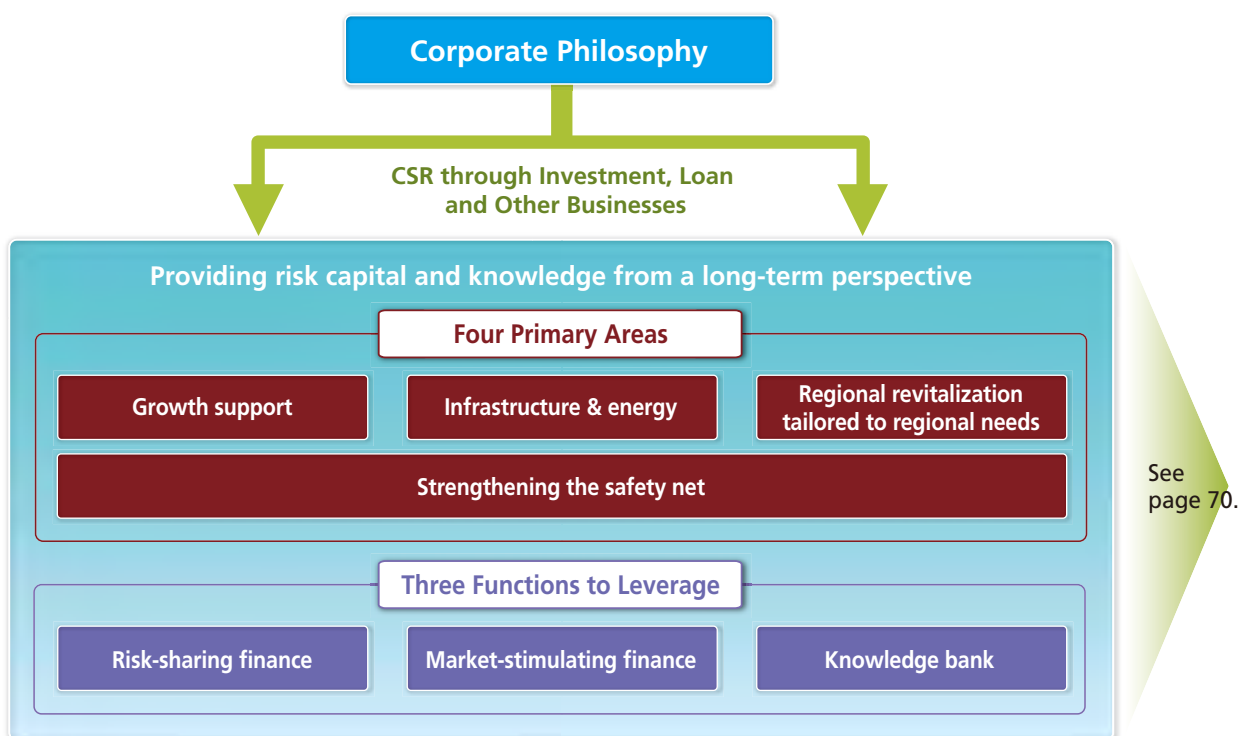 Corporate Philosophy
CSR through Investment, Loan
and Other Businesses
Providing risk capital and knowledge from a long-term perspective
Four Primary Areas
Growth support
Infrastructure & energy
Regional revitalization
tailored to regional needs
Strengthening the safety net
See
page 70.
Three Functions to Leverage
Risk-sharing finance
Market-stimulating finance
Knowledge bank